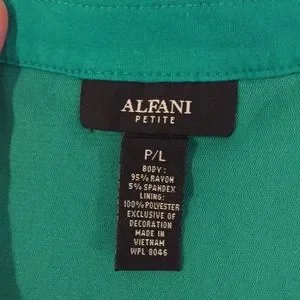 ALFANI
PETITE
P/L
BODY:
95% RAYON
5% SPANDEX
LINING:
100% POLYESTER
EXCLUSIVE OF
DECORATION
MADE IN
VIETNAM
WPL 8046